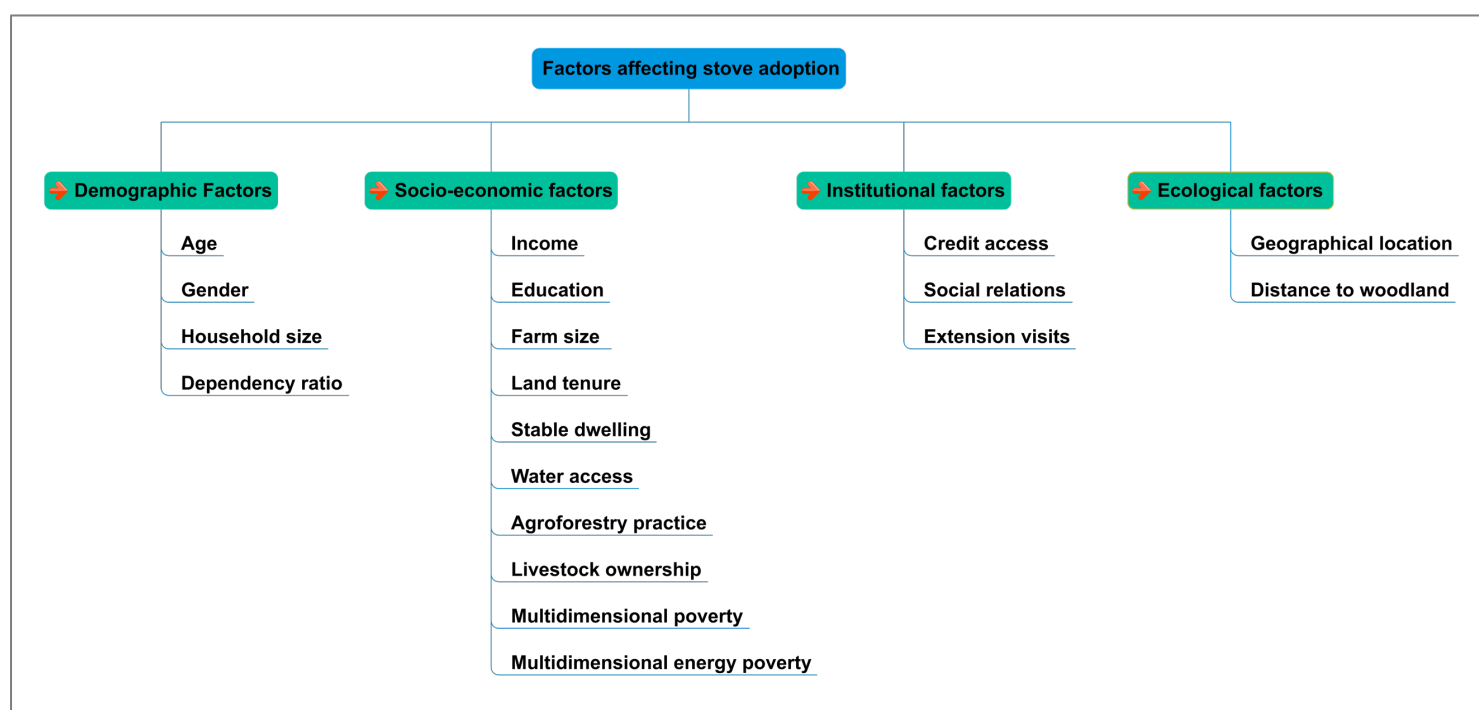 Factors affecting stove adoption
Demographic Factors
Age
Gender
Household size
Dependency ratio
Socio-economic factors
Income
Education
Farm size
Land tenure
Stable dwelling
Water access
Agroforestry practice
Livestock ownership
Multidimensional poverty
Multidimensional energy poverty
Institutional factors
Credit access
Social relations
Extension visits
Ecological factors
Geographical location
Distance to woodland